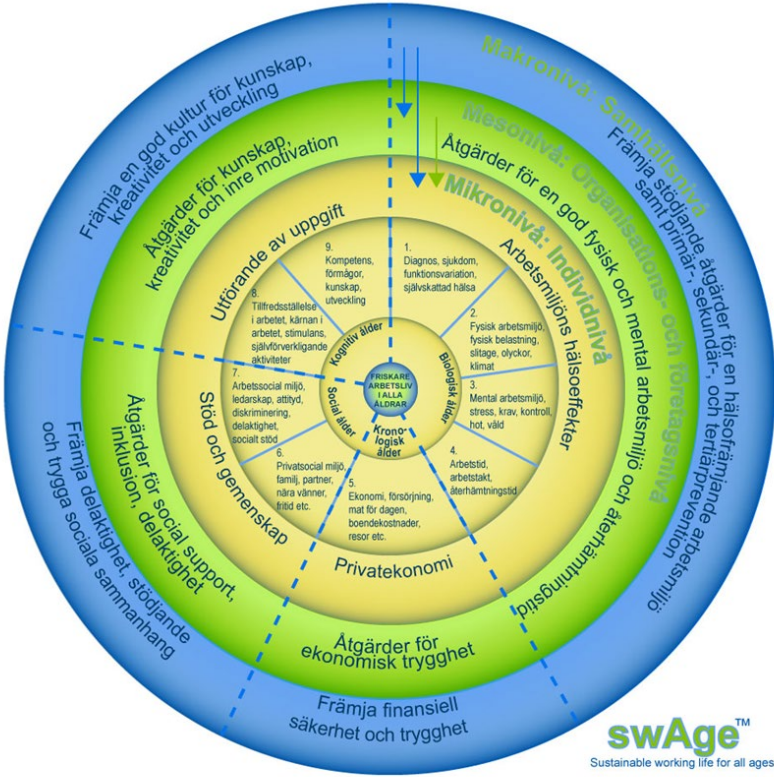 Makronivå: Samhällsnivå
Främja stödjande åtgärder för en hälsofrämjande arbetsmiljö
samt primär-, sekundär-, och tertiärprevention
Främja finansiell
säkerhet och trygghet
Främja delaktighet, stödjande
och trygga sociala sammanhang
Främja en god kultur för kunskap,
kreativitet och utveckling
Mesonivå: Organisations- och företagsnivå
Åtgärder för en god fysisk och mental arbetsmiljö och återhämtningstid
Åtgärder för
ekonomisk trygghet
Åtgärder för social support,
inklusion, delaktighet
Åtgärder för kunskap,
kreativitet och inre motivation
Mikronivå: Individnivå
Arbetsmiljöns hälsoeffekter
Privatekonomi
Stöd och gemenskap
Utförande av uppgift
1.
Diagnos, sjukdom,
funktionsvariation,
självskattad hälsa
2.
Fysisk arbetsmiljö,
fysisk belastning,
slitage, olyckor,
klimat
3.
Mental arbetsmiljö,
stress, krav, kontroll,
hot, våld
4.
Arbetstid,
arbetstakt,
återhämtningstid
5.
Ekonomi, försörjning,
mat för dagen,
boendekostnader,
resor etc.
6.
Privatsocial miljö,
familj, partner,
nära vänner,
fritid etc.
7.
Arbetssocial miljö,
ledarskap, attityd,
diskriminering,
delaktighet,
socialt stöd
8.
Tillfredsställelse
i arbetet, kärnan i
arbetet, stimulans,
självförverkligande
aktiviteter
9.
Kompetens,
förmågor,
kunskap,
utveckling
Biologisk ålder
Krono-
logisk
ålder
Social ålder
Kognitiv ålder
FRISKARE
ARBETSLIV
I ALLA
ÅLDRAR
swAge™
Sustainable working life for all ages